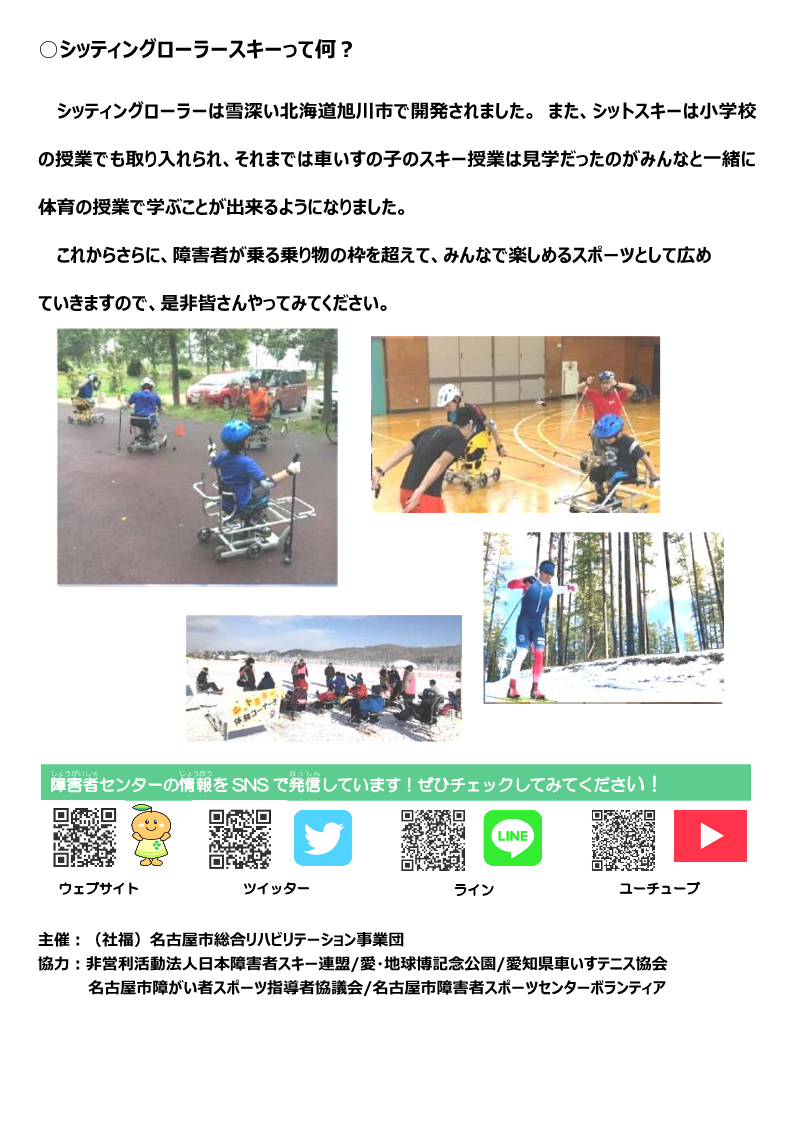 ○シッティングローラースキーって何？
シッティングローラーは雪深い北海道旭川市で開発されました。 また、シットスキーは小学校
の授業でも取り入れられ、それまでは車いすの子のスキー授業は見学だったのがみんなと一緒に
体育の授業で学ぶことが出来るようになりました。
これからさらに、障害者が乗る乗り物の枠を超えて、みんなで楽しめるスポーツとして広め
ていきますので、是非皆さんやってみてください。
体験コーナー
しょうがいしゃ じょうほう はっしん
障害者センターの情報をSNSで発信しています！ぜひチェックしてみてください！
LINE
ウェブサイト ツイッター ライン ユーチューブ
主催：（社福）名古屋市総合リハビリテーション事業団
協力：非営利活動法人日本障害者スキー連盟/愛・地球博記念公園/愛知県車いすテニス協会
名古屋市障がい者スポーツ指導者協議会/名古屋市障害者スポーツセンターボランティア